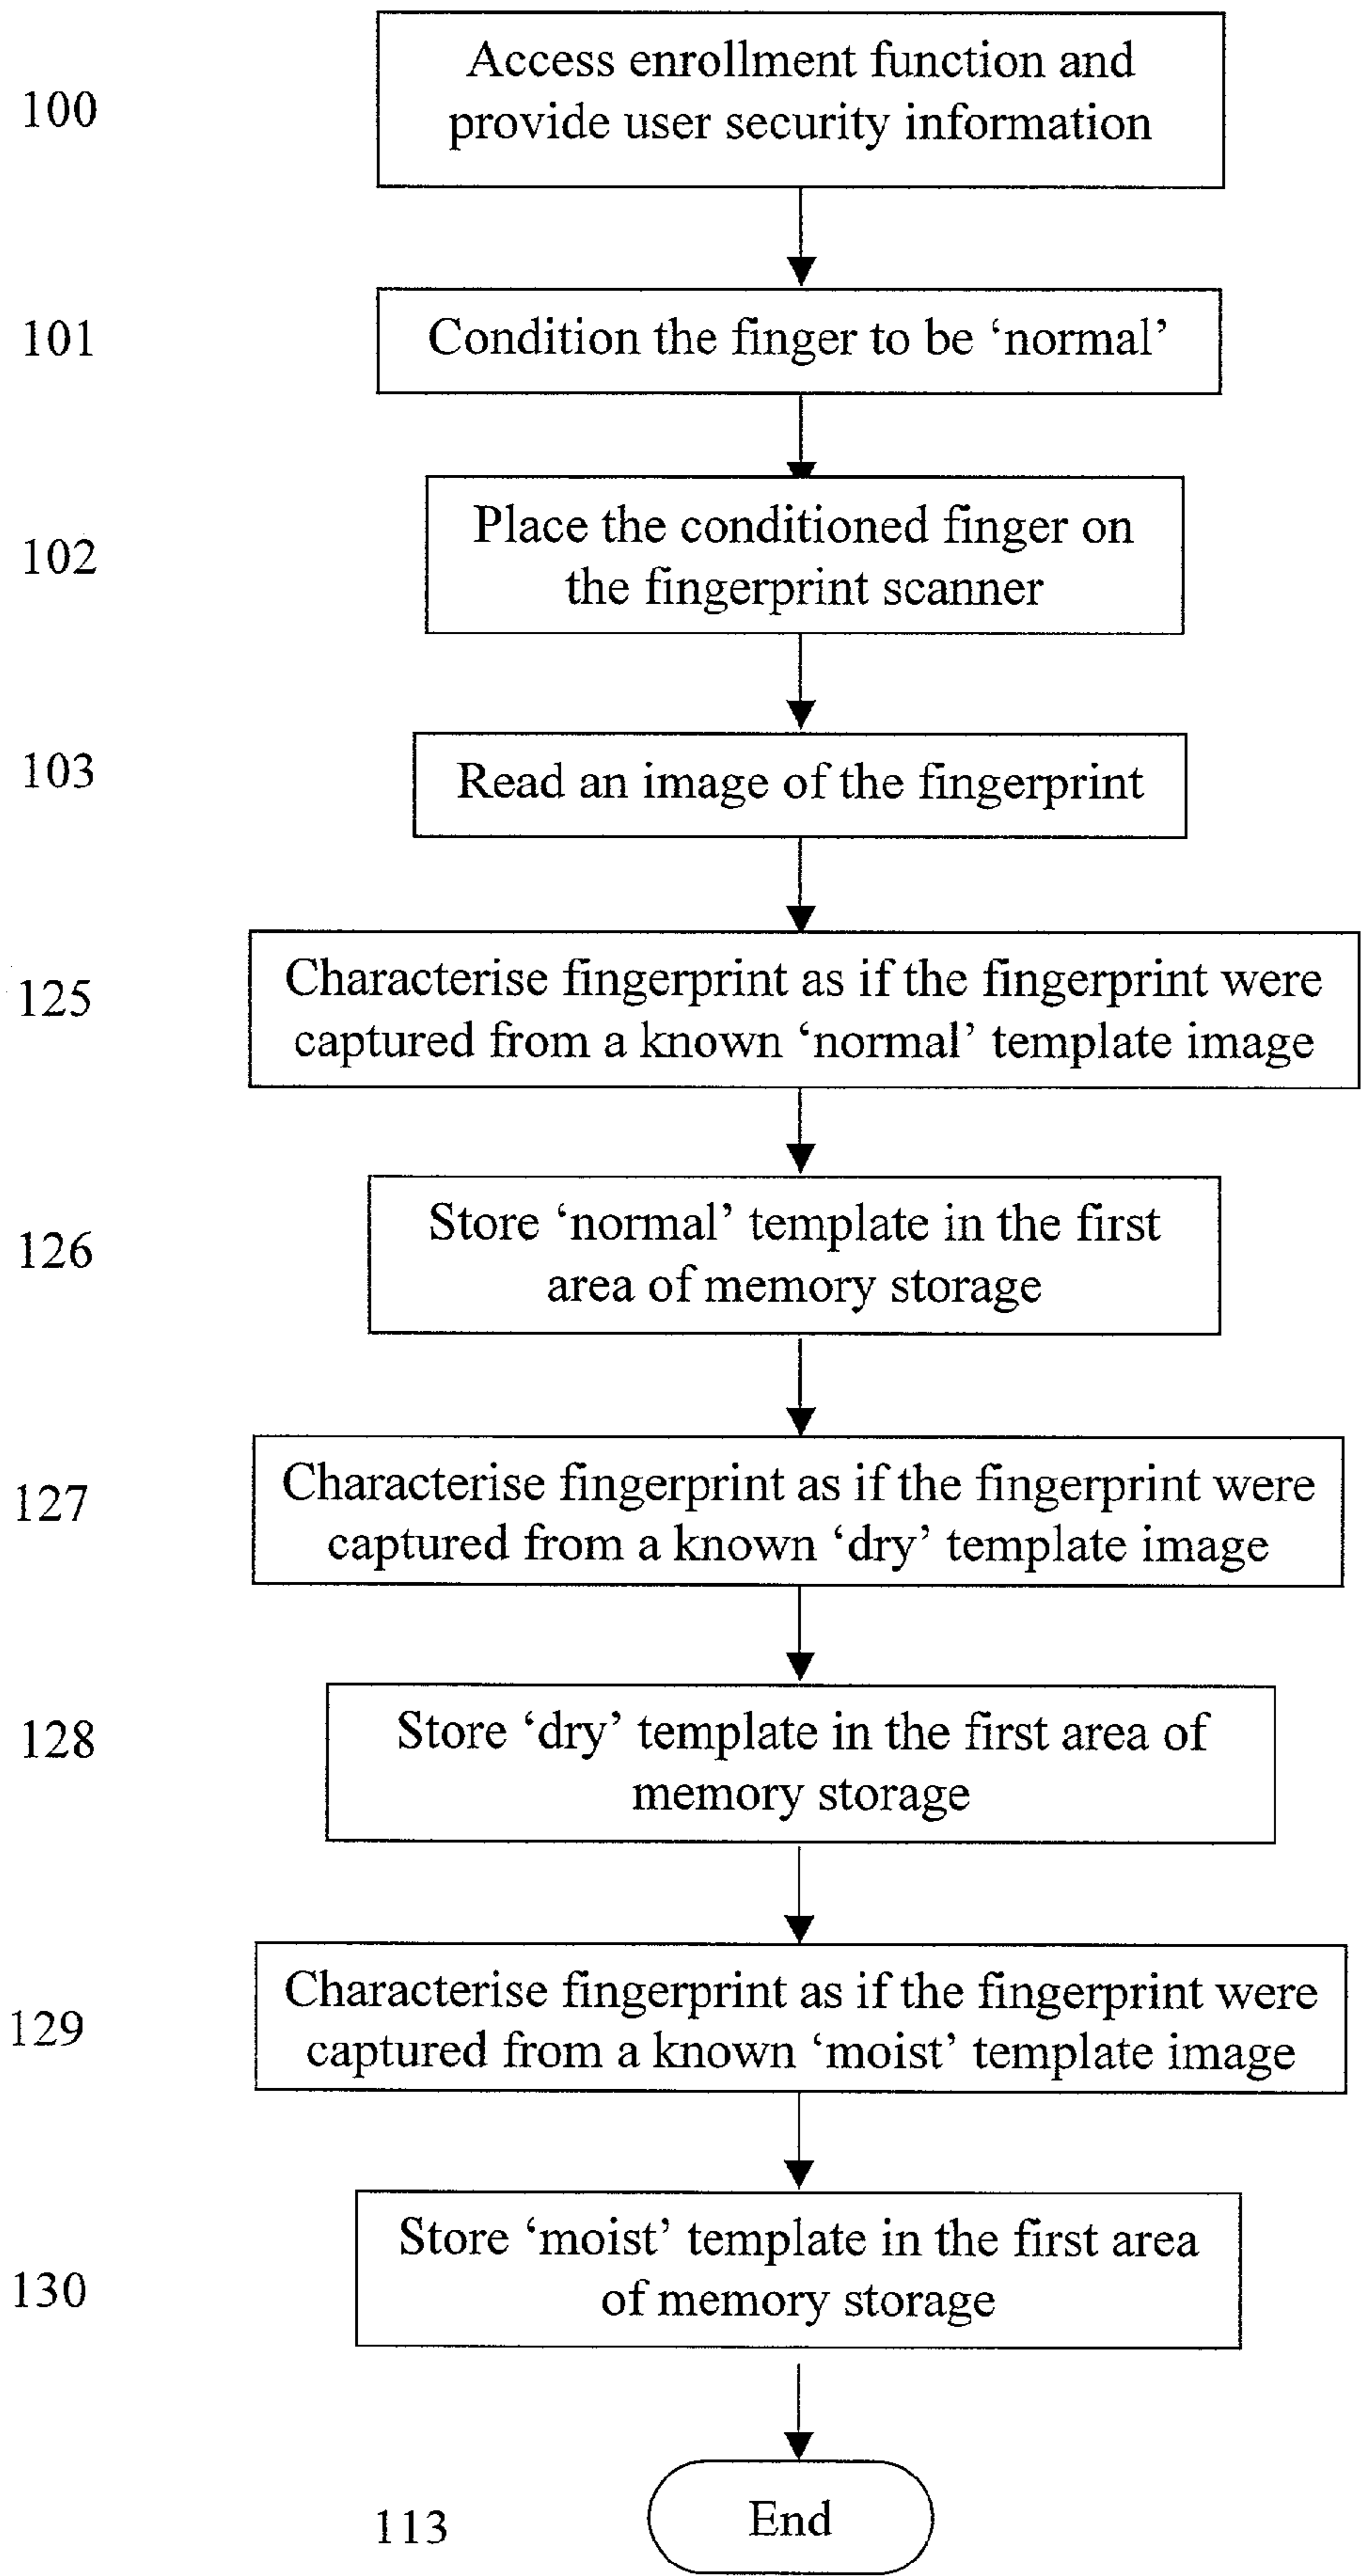 100
Access enrollment function and
provide user security information
101
Condition the finger to be ‘normal’
102
Place the conditioned finger on
the fingerprint scanner
103
Read an image of the fingerprint
125
Characterise fingerprint as if the fingerprint were
captured from a known ‘normal’ template image
126
Store ‘normal’ template in the first
area of memory storage
127
Characterise fingerprint as if the fingerprint were
captured from a known ‘dry’ template image
128
Store ‘dry’ template in the first area of
memory storage
129
Characterise fingerprint as if the fingerprint were
captured from a known ‘moist’ template image
130
Store ‘moist’ template in the first area
of memory storage
113
End